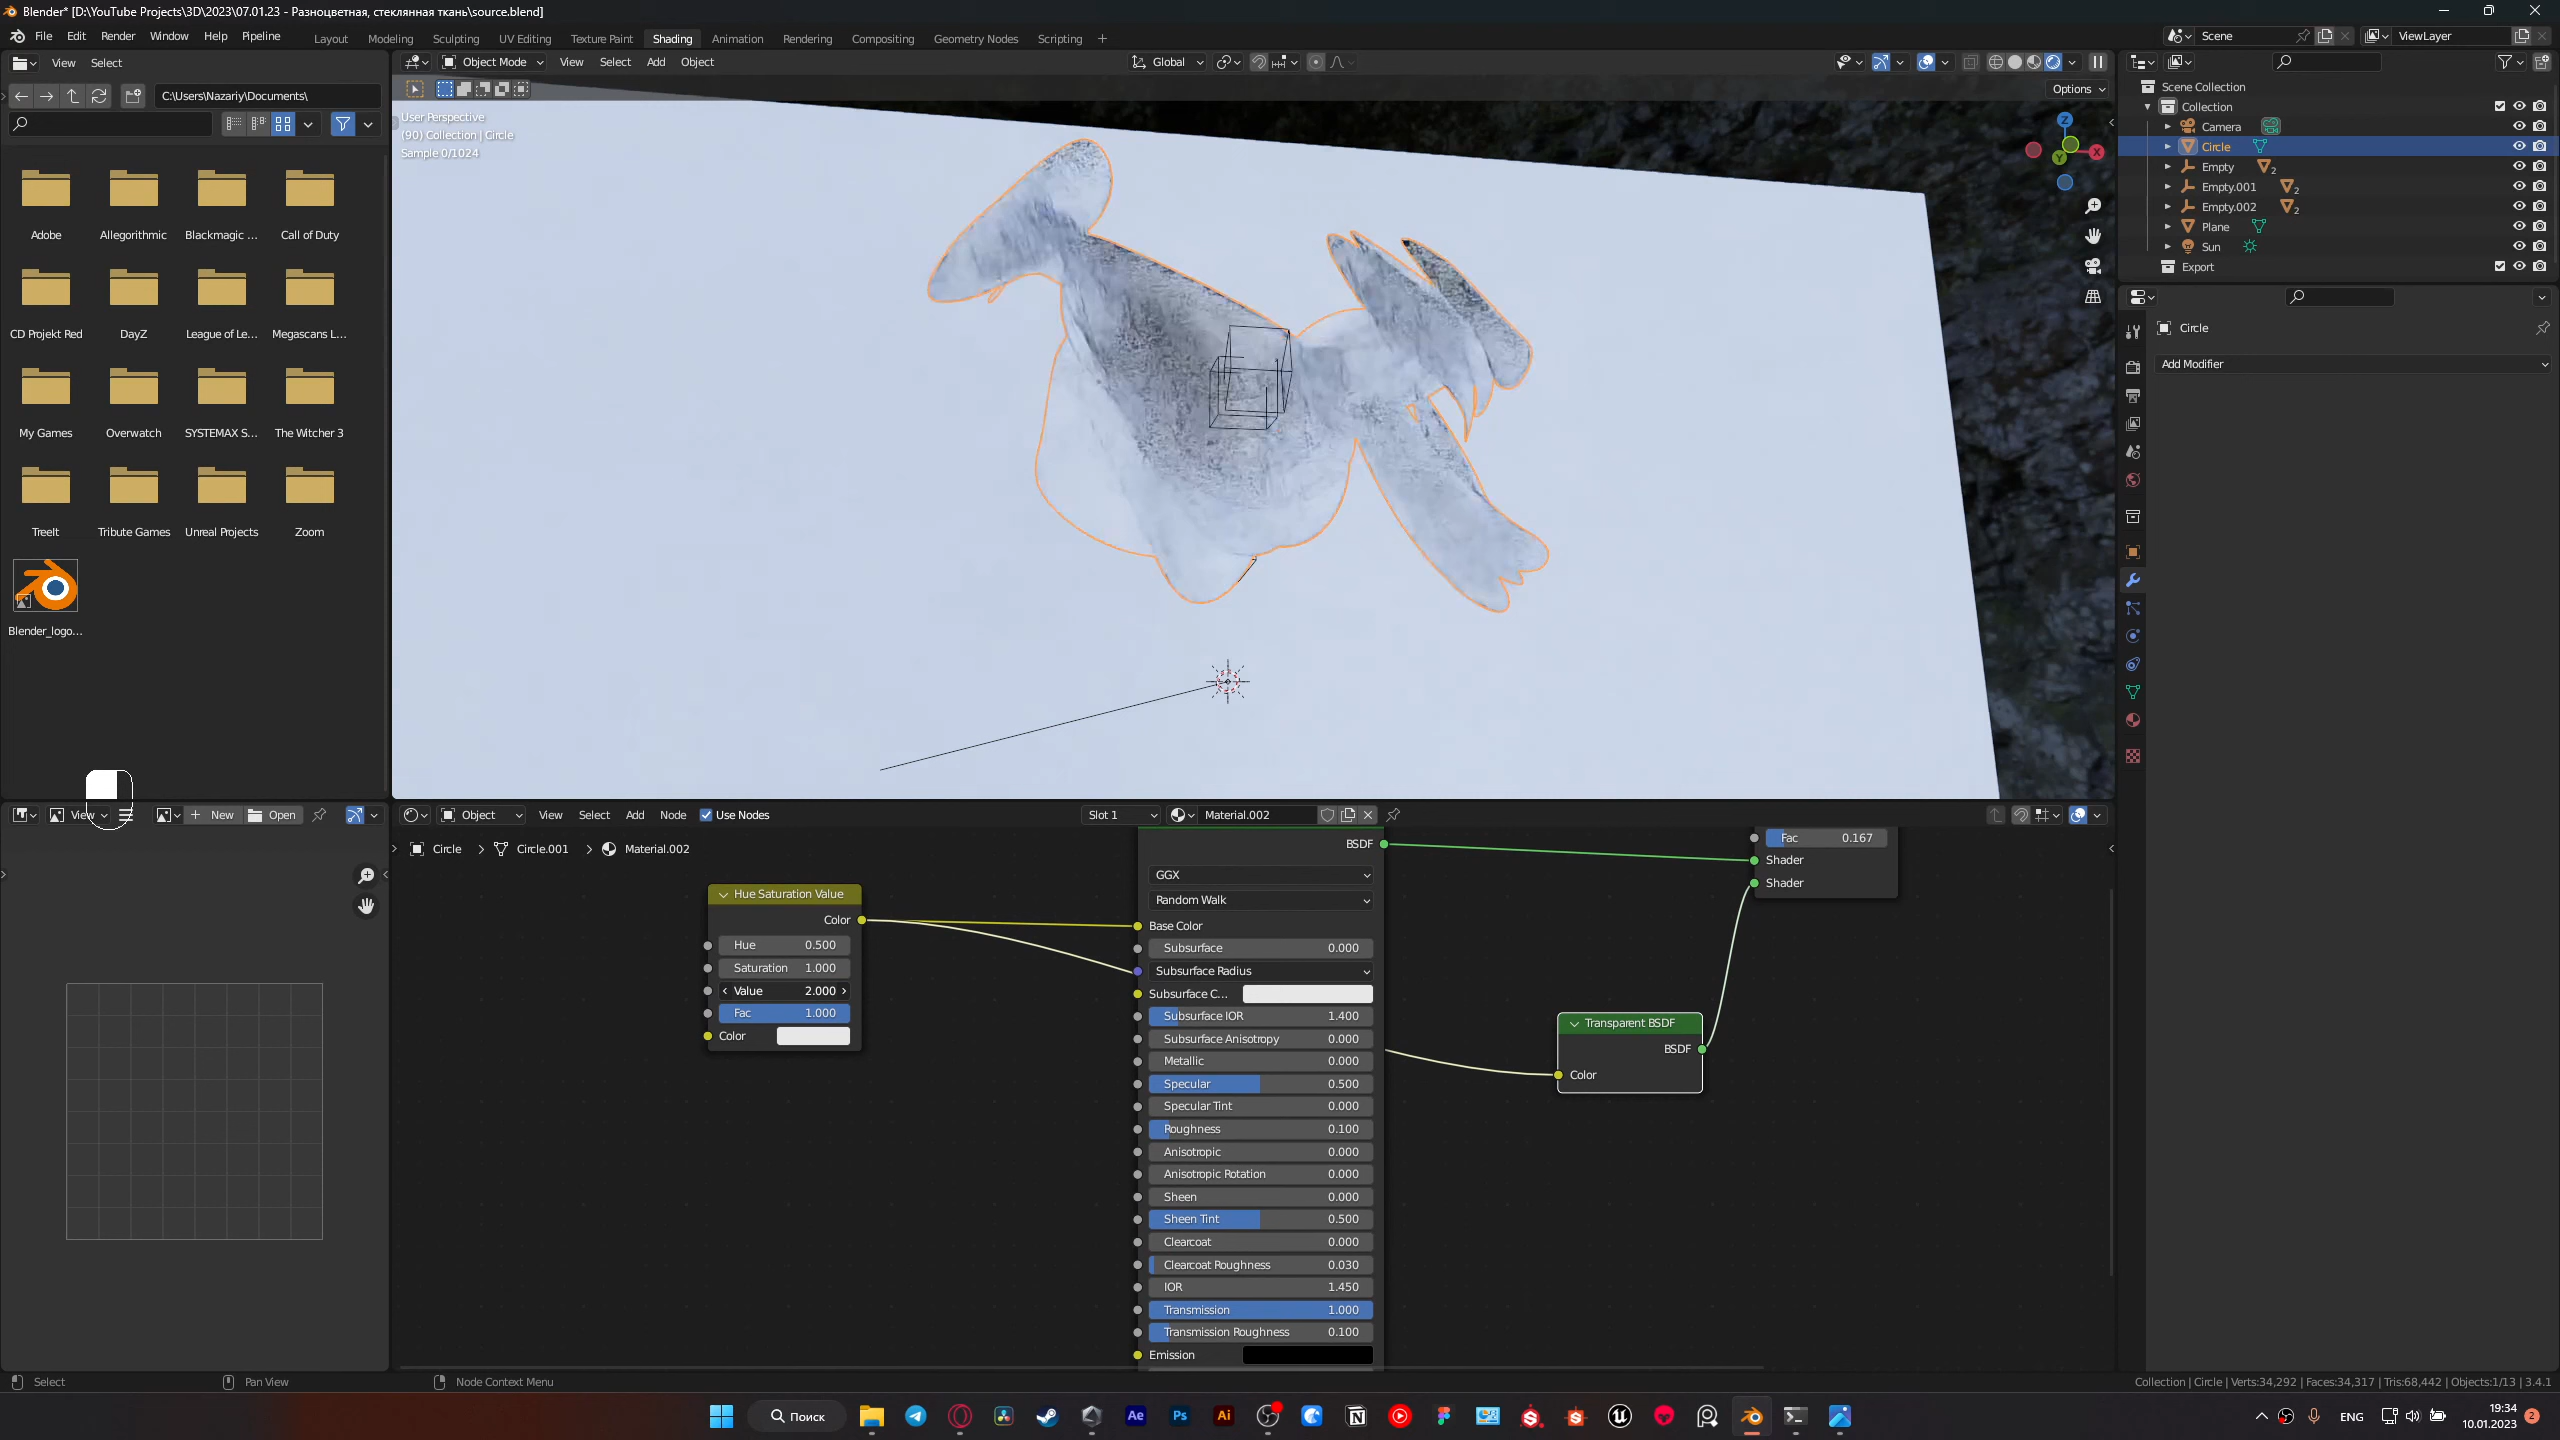 Blender* [D:\YouTube Projects\3D\2023\07.01.23 - Разноцветная, стеклянная ткань\source.blend]
File Edit Render Window Help Pipeline
Layout Modeling Sculpting UV Editing Texture Paint Shading Animation Rendering Compositing Geometry Nodes Scripting +
Scene
ViewLayer
View Select
C:\Users\Nazariy\Documents\
Adobe Allegorithmic Blackmagic ... Call of Duty
CD Projekt Red DayZ League of Le... Megascans L...
My Games Overwatch SYSTEMAX S... The Witcher 3
TreeIt Tribute Games Unreal Projects Zoom
Blender_logo...
Object Mode View Select Add Object
Global
Options
User Perspective
(90) Collection | Circle
Sample 0/1024
Z
X
Y
Scene Collection
Collection
Camera
Circle
Empty 2
Empty.001 2
Empty.002 2
Plane
Sun
Export
Circle
Add Modifier
View New Open
Object View Select Add Node Use Nodes
Slot 1 Material.002
Circle > Circle.001 > Material.002
Hue Saturation Value
Color
Hue 0.500
Saturation 1.000
Value 2.000
Fac 1.000
Color
BSDF
GGX
Random Walk
Base Color
Subsurface 0.000
Subsurface Radius
Subsurface C...
Subsurface IOR 1.400
Subsurface Anisotropy 0.000
Metallic 0.000
Specular 0.500
Specular Tint 0.000
Roughness 0.100
Anisotropic 0.000
Anisotropic Rotation 0.000
Sheen 0.000
Sheen Tint 0.500
Clearcoat 0.000
Clearcoat Roughness 0.030
IOR 1.450
Transmission 1.000
Transmission Roughness 0.100
Emission
Transparent BSDF
BSDF
Color
Fac 0.167
Shader
Shader
Select Pan View Node Context Menu
Collection | Circle | Verts:34,292 | Faces:34,317 | Tris:68,442 | Objects:1/13 | 3.4.1
Поиск
Ae Ps Ai
ENG
19:34
10.01.2023
2